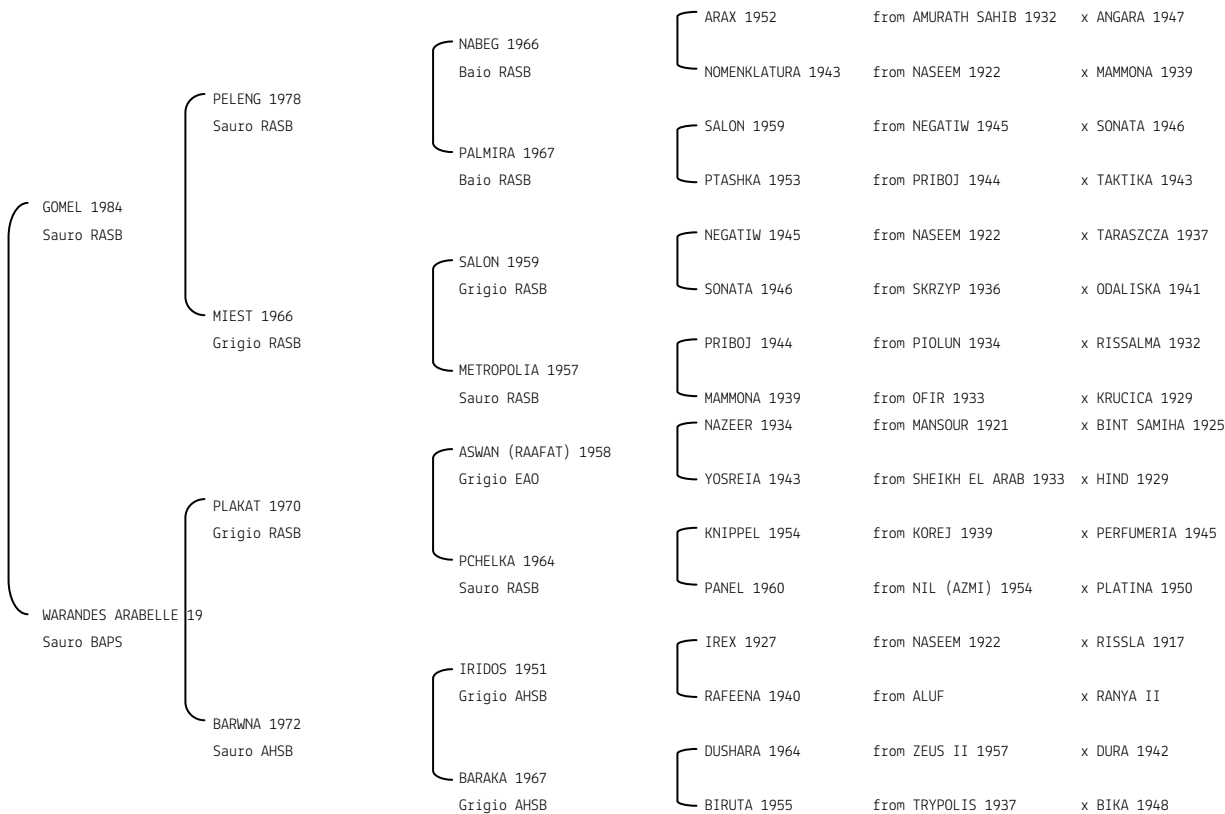 ARAX 1952 from AMURATH SAHIB 1932 x ANGARA 1947
NABEG 1966
Baio RASB NOMENKLATURA 1943 from NASEEM 1922 x MAMMONA 1939
PELENG 1978
Sauro RASB SALON 1959 from NEGATIW 1945 x SONATA 1946
PALMIRA 1967
Baio RASB PTASHKA 1953 from PRIBOJ 1944 x TAKTIKA 1943
GOMEL 1984
Sauro RASB NEGATIW 1945 from NASEEM 1922 x TARASZCZA 1937
SALON 1959
Grigio RASB SONATA 1946 from SKRZYP 1936 x ODALISKA 1941
MIEST 1966
Grigio RASB PRIBOJ 1944 from PIOLUN 1934 x RISSALMA 1932
METROPOLIA 1957
Sauro RASB MAMMONA 1939 from OFIR 1933 x KRUCICA 1929
NAZEER 1934 from MANSOUR 1921 x BINT SAMIHA 1925
ASWAN (RAAFAT) 1958
Grigio EAO YOSREIA 1943 from SHEIKH EL ARAB 1933 x HIND 1929
PLAKAT 1970
Grigio RASB KNIPPEL 1954 from KOREJ 1939 x PERFUMERIA 1945
PCHELKA 1964
Sauro RASB PANEL 1960 from NIL (AZMI) 1954 x PLATINA 1950
WARANDES ARABELLE 19
Sauro BAPS IREX 1927 from NASEEM 1922 x RISSLA 1917
IRIDOS 1951
Grigio AHSB RAFEENA 1940 from ALUF x RANYA II
BARWNA 1972
Sauro AHSB DUSHARA 1964 from ZEUS II 1957 x DURA 1942
BARAKA 1967
Grigio AHSB BIRUTA 1955 from TRYPOLIS 1937 x BIKA 1948